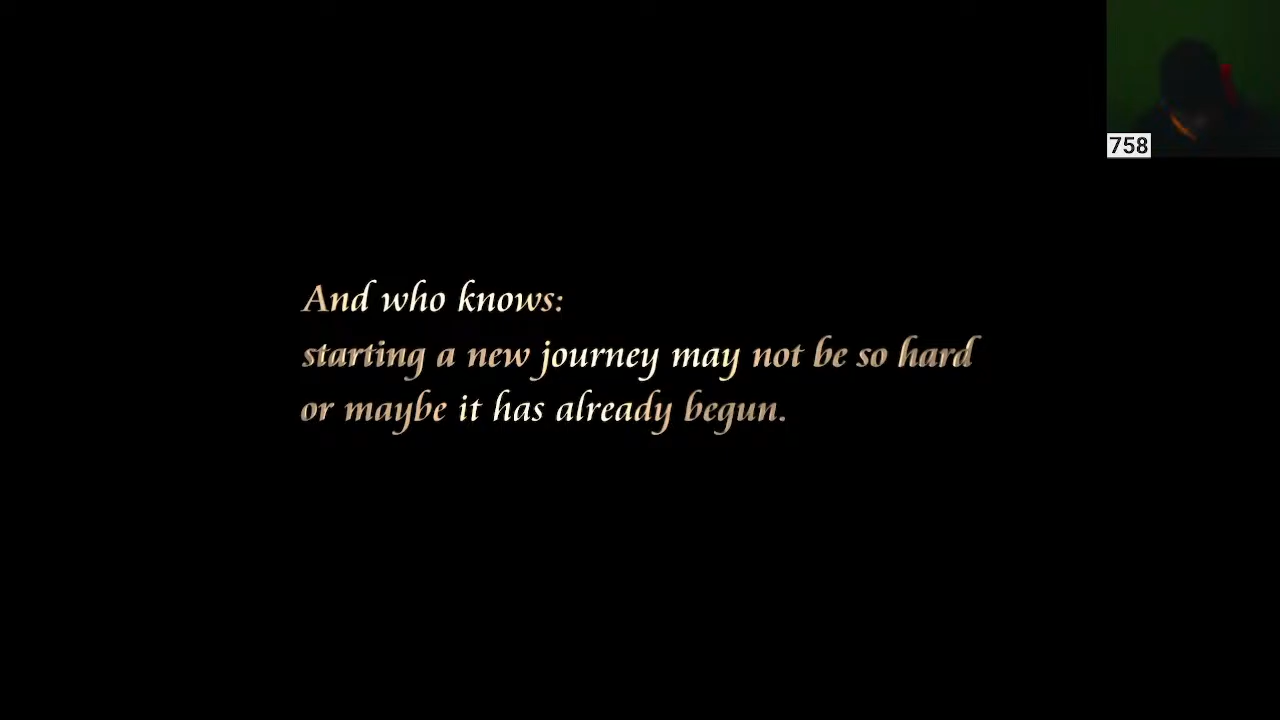 758
And who knows:
starting a new journey may not be so hard
or maybe it has already begun.